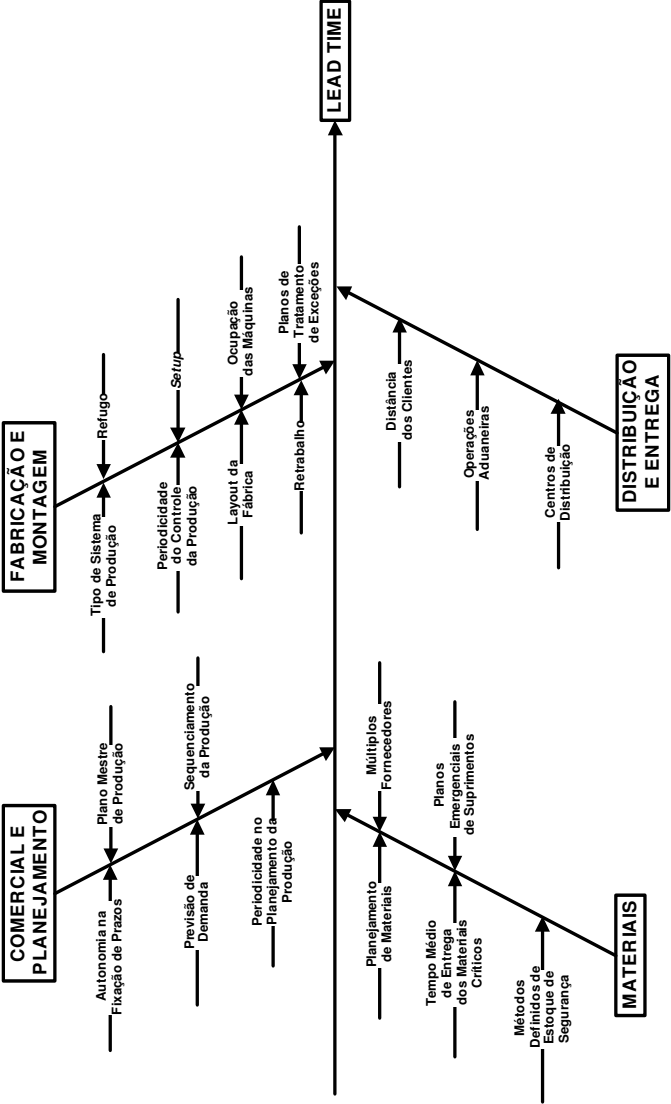 COMERCIAL E
PLANEJAMENTO
Autonomia na
Fixação de Prazos
Plano Mestre
de Produção
Previsão de
Demanda
Sequenciamento
da Produção
Periodicidade no
Planejamento da
Produção
FABRICAÇÃO E
MONTAGEM
Tipo de Sistema
de Produção
Refugo
Periodicidade
do Controle
da Produção
Setup
Layout da
Fábrica
Ocupação
das Máquinas
Retrabalho
Planos de
Tratamento
de Exceções
LEAD TIME
Planejamento
de Materiais
Múltiplos
Fornecedores
Tempo Médio
de Entrega
dos Materiais
Críticos
Planos
Emergenciais
de Suprimentos
Métodos
Definidos de
Estoque de
Segurança
MATERIAIS
Distância
dos Clientes
Operações
Aduaneiras
Centros de
Distribuição
DISTRIBUIÇÃO
E ENTREGA